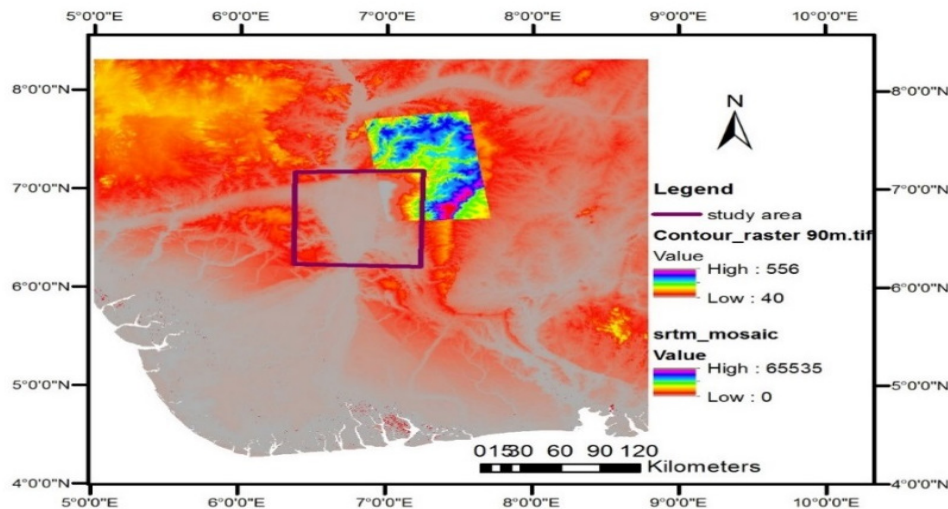 5°0'0"E 6°0'0"E 7°0'0"E 8°0'0"E 9°0'0"E 10°0'0"E
8°0'0"N 8°0'0"N
N
7°0'0"N 7°0'0"N
Legend
study area
Contour_raster 90m.tif
Value
High : 556
6°0'0"N 6°0'0"N
Low : 40
srtm_mosaic
Value
High : 65535
5°0'0"N 5°0'0"N
Low : 0
0 15 30 60 90 120
Kilometers
4°0'0"N 4°0'0"N
5°0'0"E 6°0'0"E 7°0'0"E 8°0'0"E 9°0'0"E 10°0'0"E